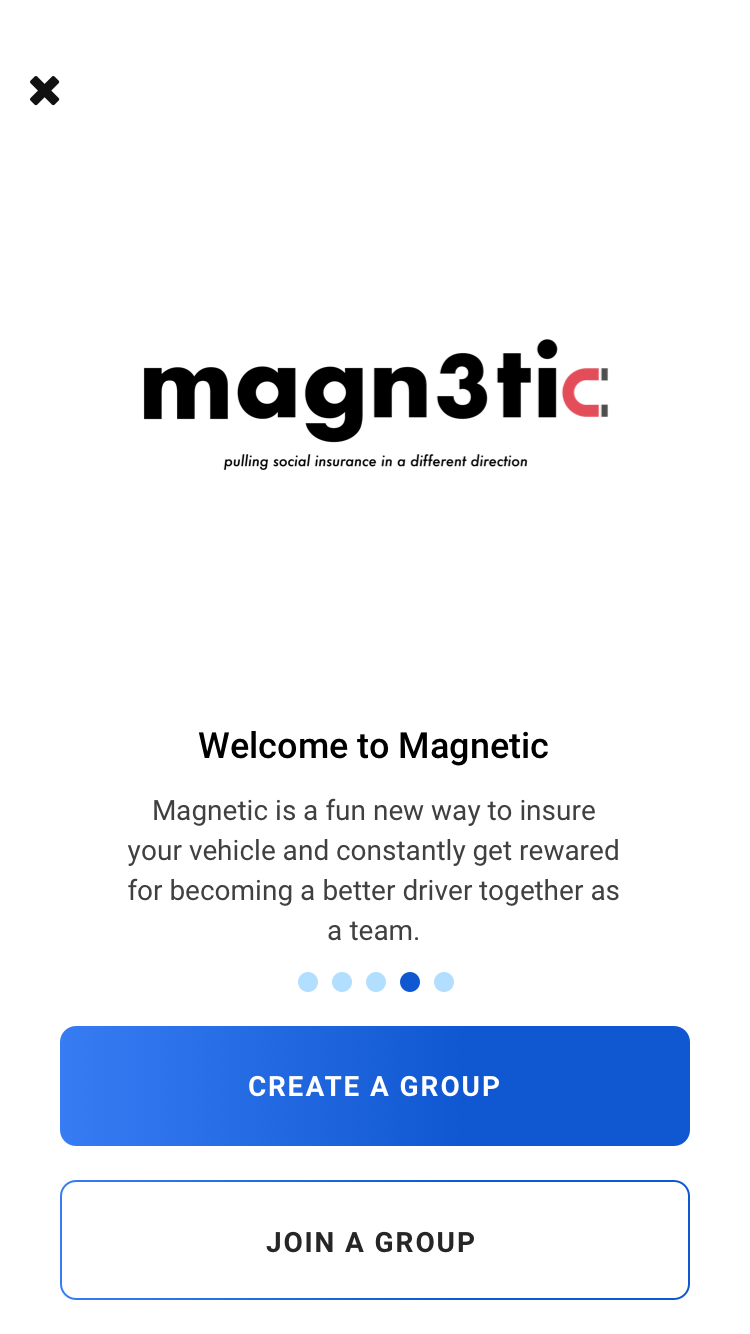 magn3tic
pulling social insurance in a different direction
Welcome to Magnetic
Magnetic is a fun new way to insure
your vehicle and constantly get rewarded
for becoming a better driver together as
a team.
CREATE A GROUP
JOIN A GROUP